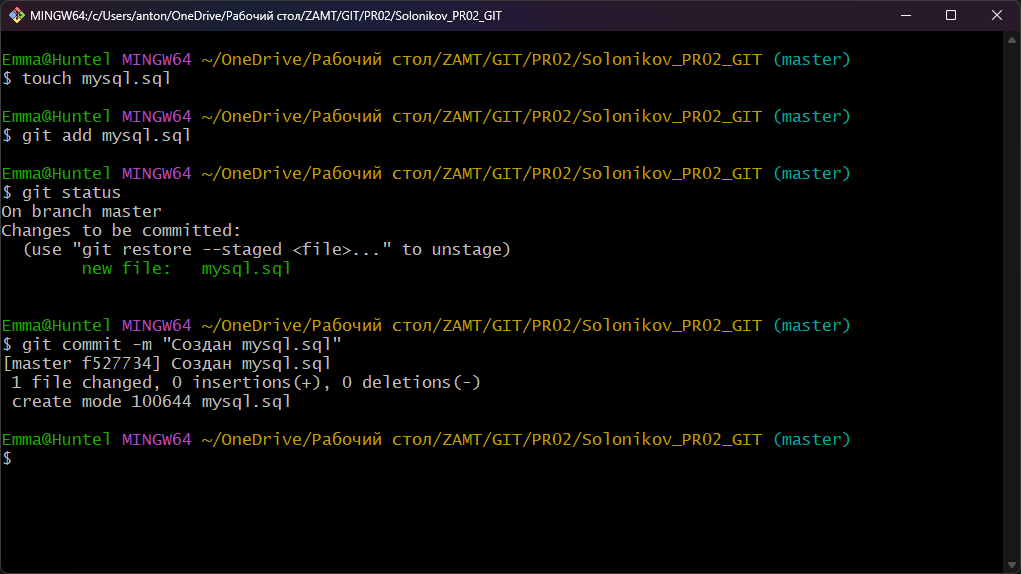 MINGW64:/c/Users/anton/OneDrive/Рабочий стол/ZAMT/GIT/PR02/Solonikov_PR02_GIT
Emma@Huntel MINGW64 ~/OneDrive/Рабочий стол/ZAMT/GIT/PR02/Solonikov_PR02_GIT (master)
$ touch mysql.sql
Emma@Huntel MINGW64 ~/OneDrive/Рабочий стол/ZAMT/GIT/PR02/Solonikov_PR02_GIT (master)
$ git add mysql.sql
Emma@Huntel MINGW64 ~/OneDrive/Рабочий стол/ZAMT/GIT/PR02/Solonikov_PR02_GIT (master)
$ git status
On branch master
Changes to be committed:
  (use "git restore --staged <file>..." to unstage)
        new file:   mysql.sql
Emma@Huntel MINGW64 ~/OneDrive/Рабочий стол/ZAMT/GIT/PR02/Solonikov_PR02_GIT (master)
$ git commit -m "Создан mysql.sql"
[master f527734] Создан mysql.sql
 1 file changed, 0 insertions(+), 0 deletions(-)
 create mode 100644 mysql.sql
Emma@Huntel MINGW64 ~/OneDrive/Рабочий стол/ZAMT/GIT/PR02/Solonikov_PR02_GIT (master)
$